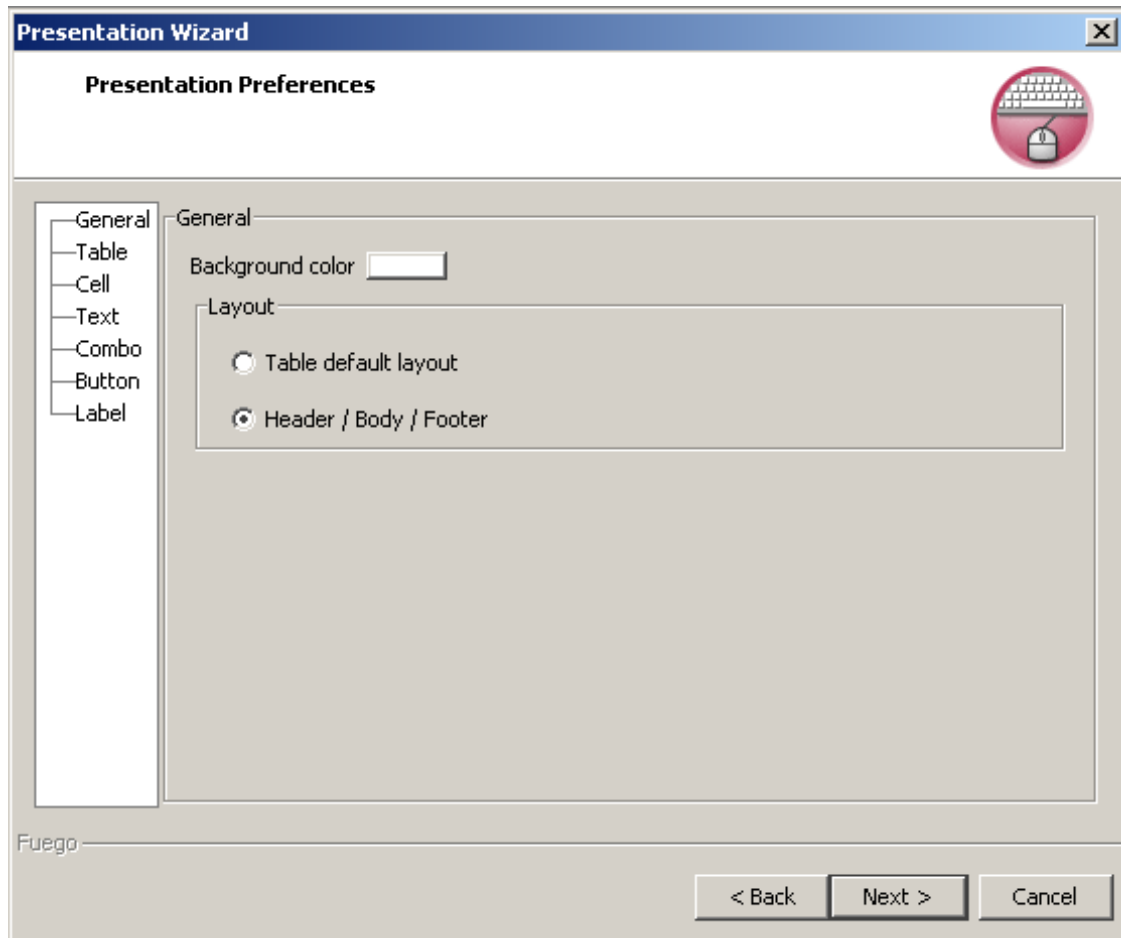 Presentation Wizard
Presentation Preferences
General
Table
Cell
Text
Combo
Button
Label
General
Background color
Layout
Table default layout
Header / Body / Footer
Fuego
< Back Next > Cancel